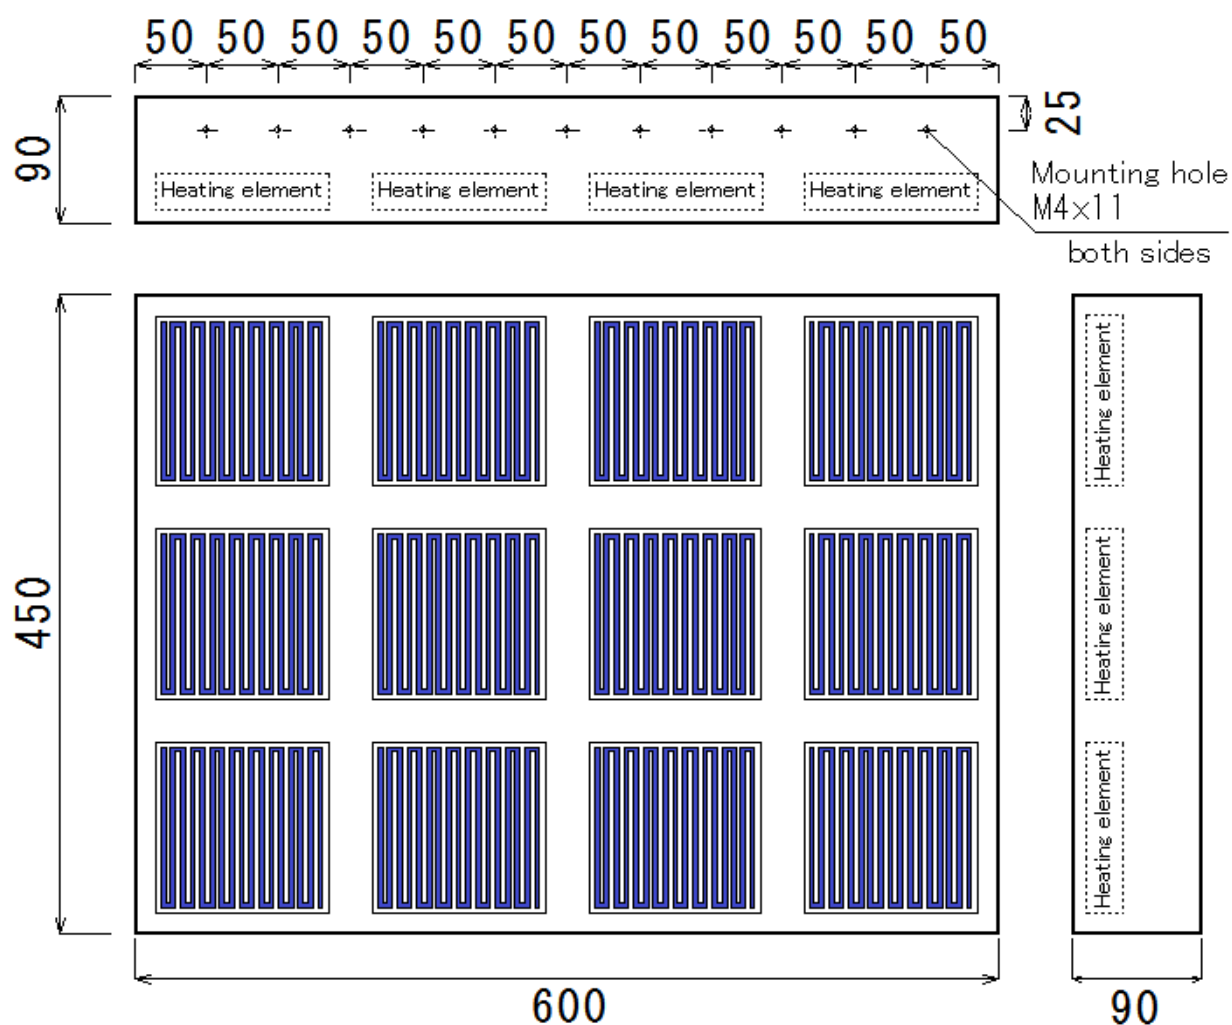 50 50 50 50 50 50 50 50 50 50 50 50
90
25
Heating element Heating element Heating element Heating element
Mounting hole
M4×11
both sides
450
Heating element
Heating element
Heating element
600
90